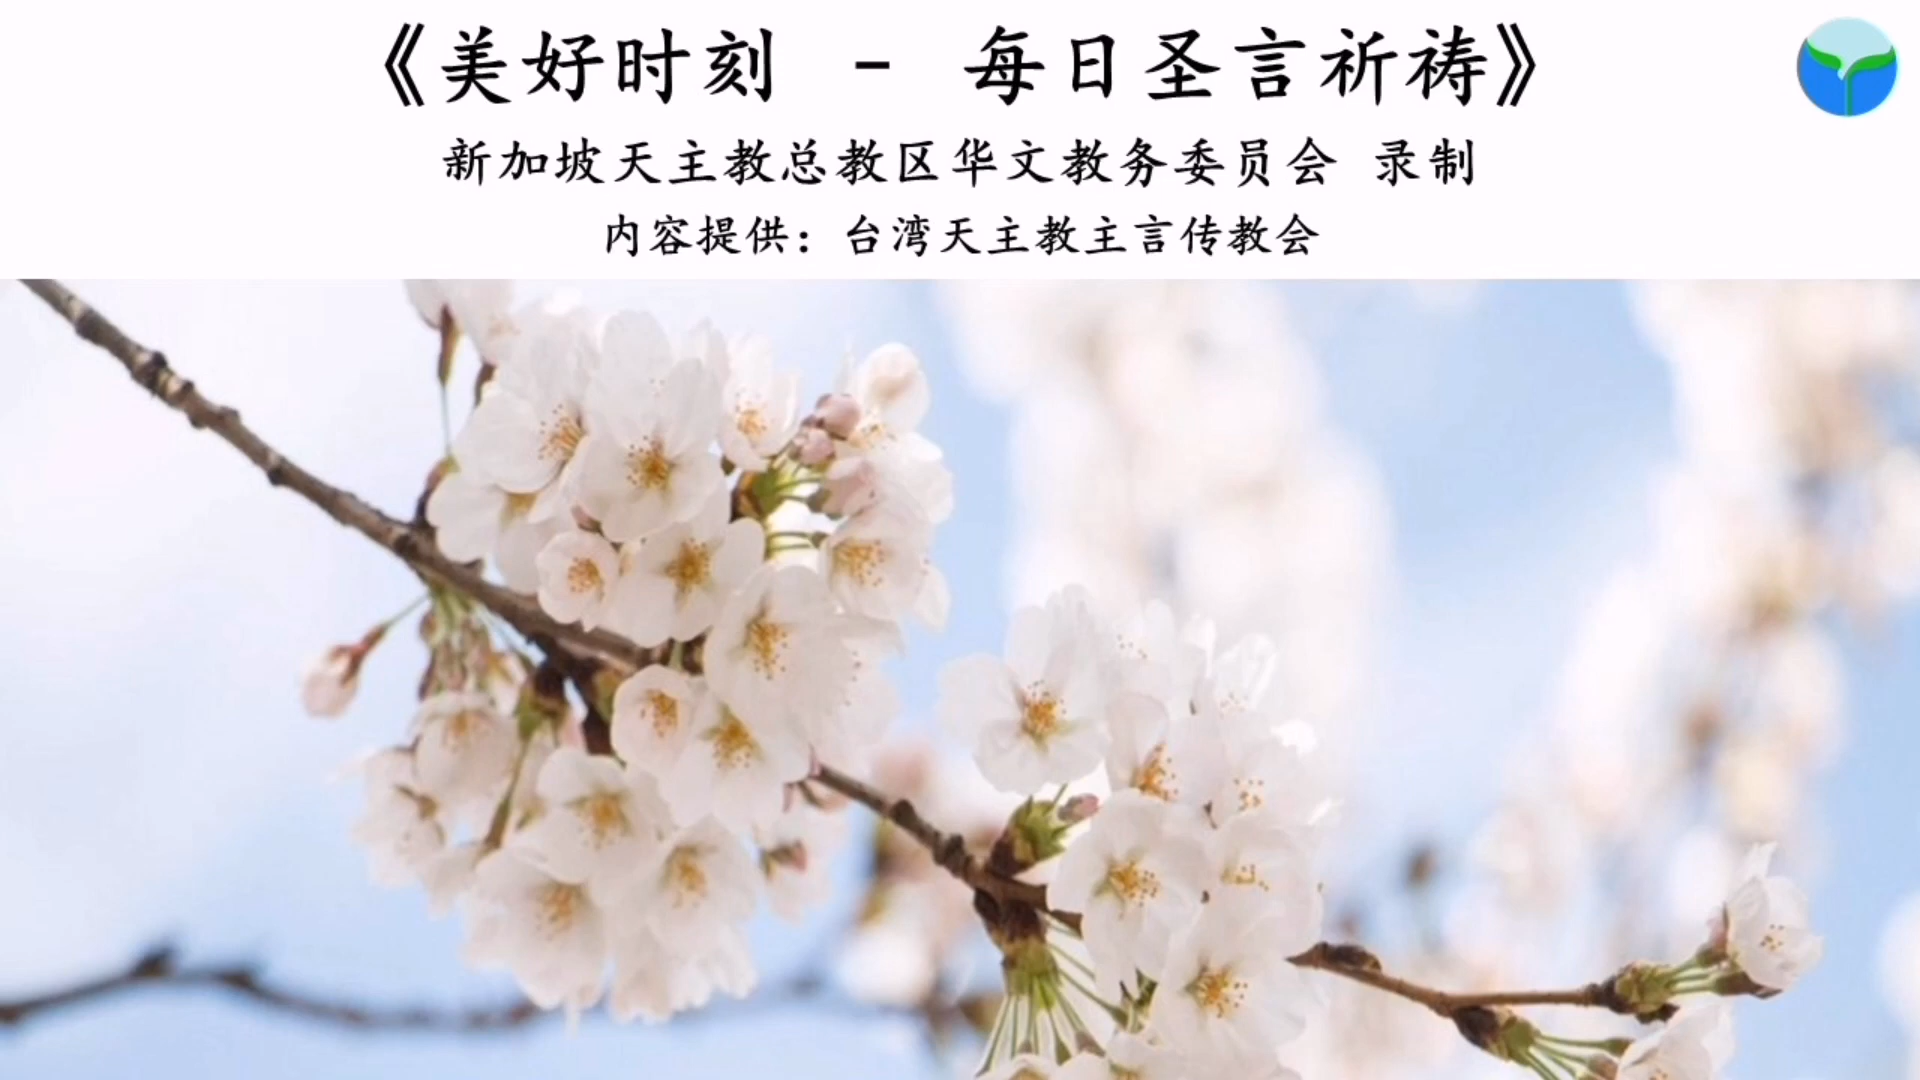 《美好时刻 - 每日圣言祈祷》
新加坡天主教总教区华文教务委员会 录制
内容提供：台湾天主教主言传教会